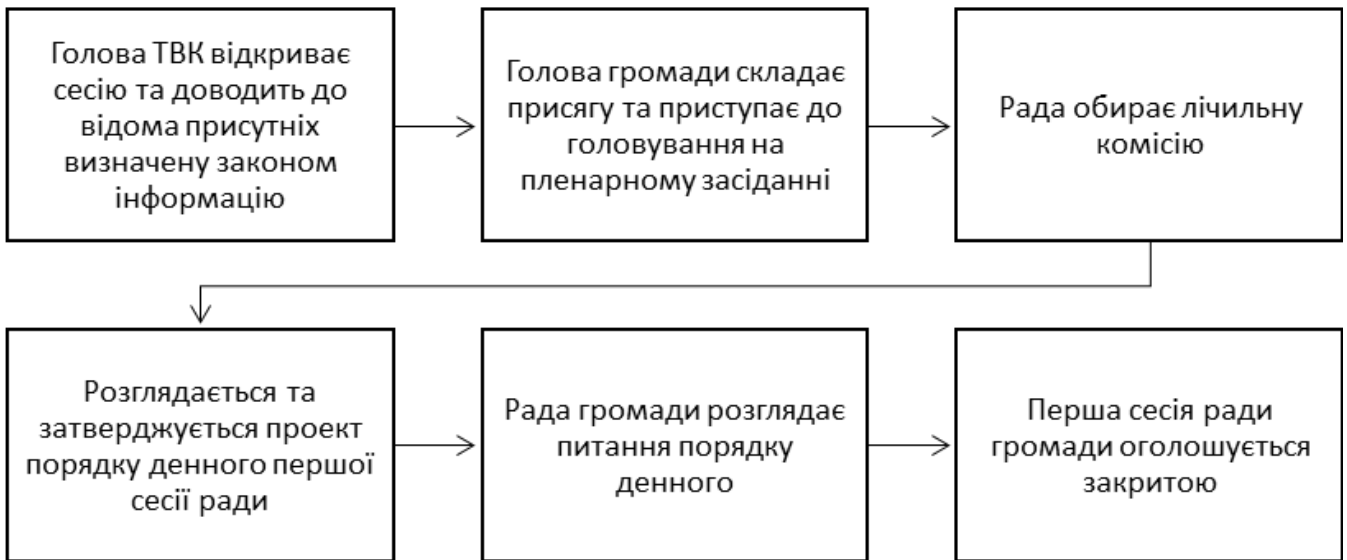 Голова ТВК відкриває
сесію та доводить до
відома присутніх
визначену законом
інформацію
Голова громади складає
присягу та приступає до
головування на
пленарному засіданні
Рада обирає лічильну
комісію
Розглядається та
затверджується проект
порядку денного першої
сесії ради
Рада громади розглядає
питання порядку
денного
Перша сесія ради
громади оголошується
закритою